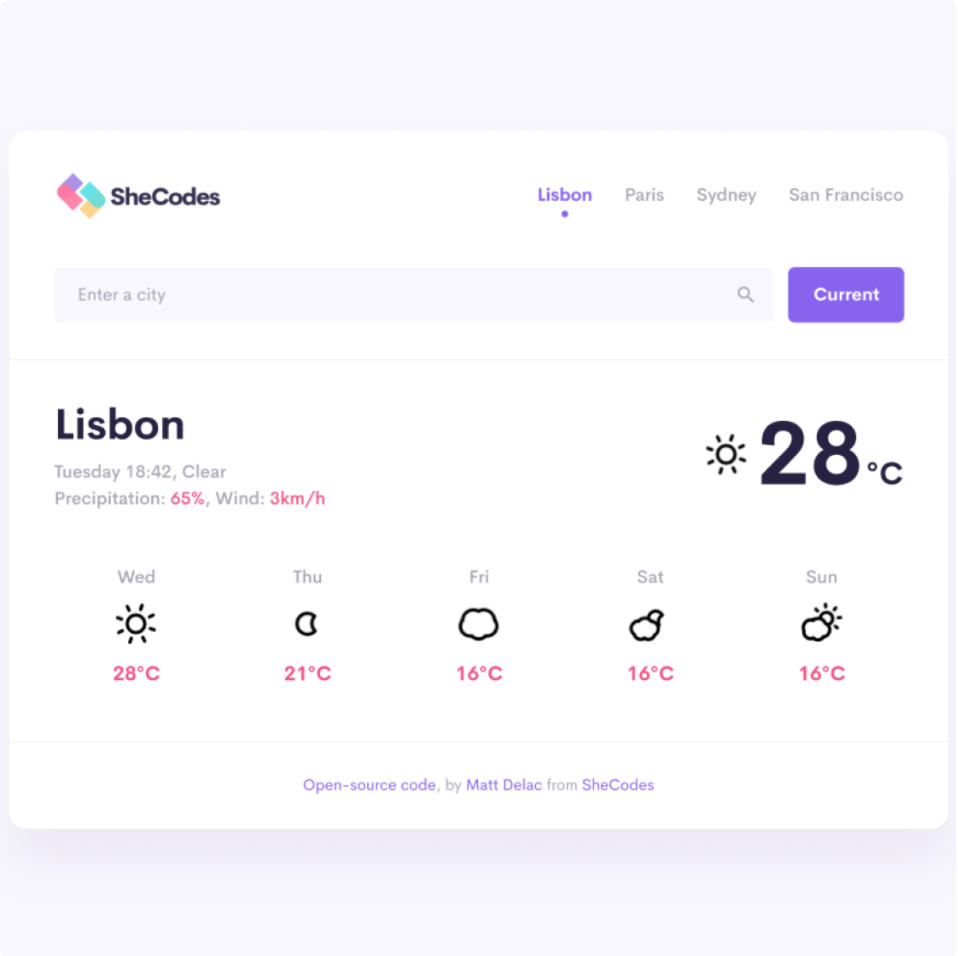 SheCodes
Lisbon Paris Sydney San Francisco
Enter a city
Current
Lisbon
Tuesday 18:42, Clear
Precipitation: 65%, Wind: 3km/h
28°C
Wed Thu Fri Sat Sun
28°C 21°C 16°C 16°C 16°C
Open-source code, by Matt Delac from SheCodes